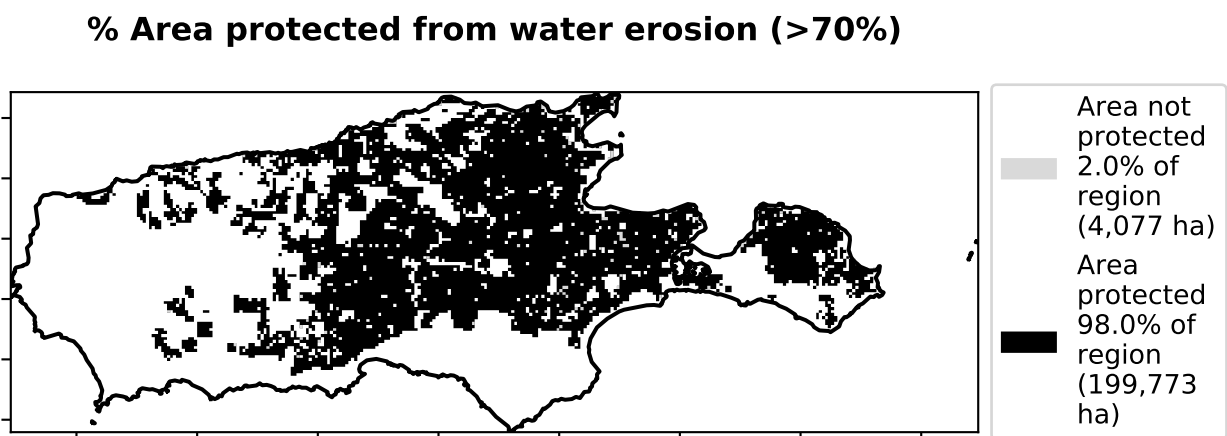 % Area protected from water erosion (>70%)
Area not
protected
2.0% of
region
(4,077 ha)
Area
protected
98.0% of
region
(199,773
ha)